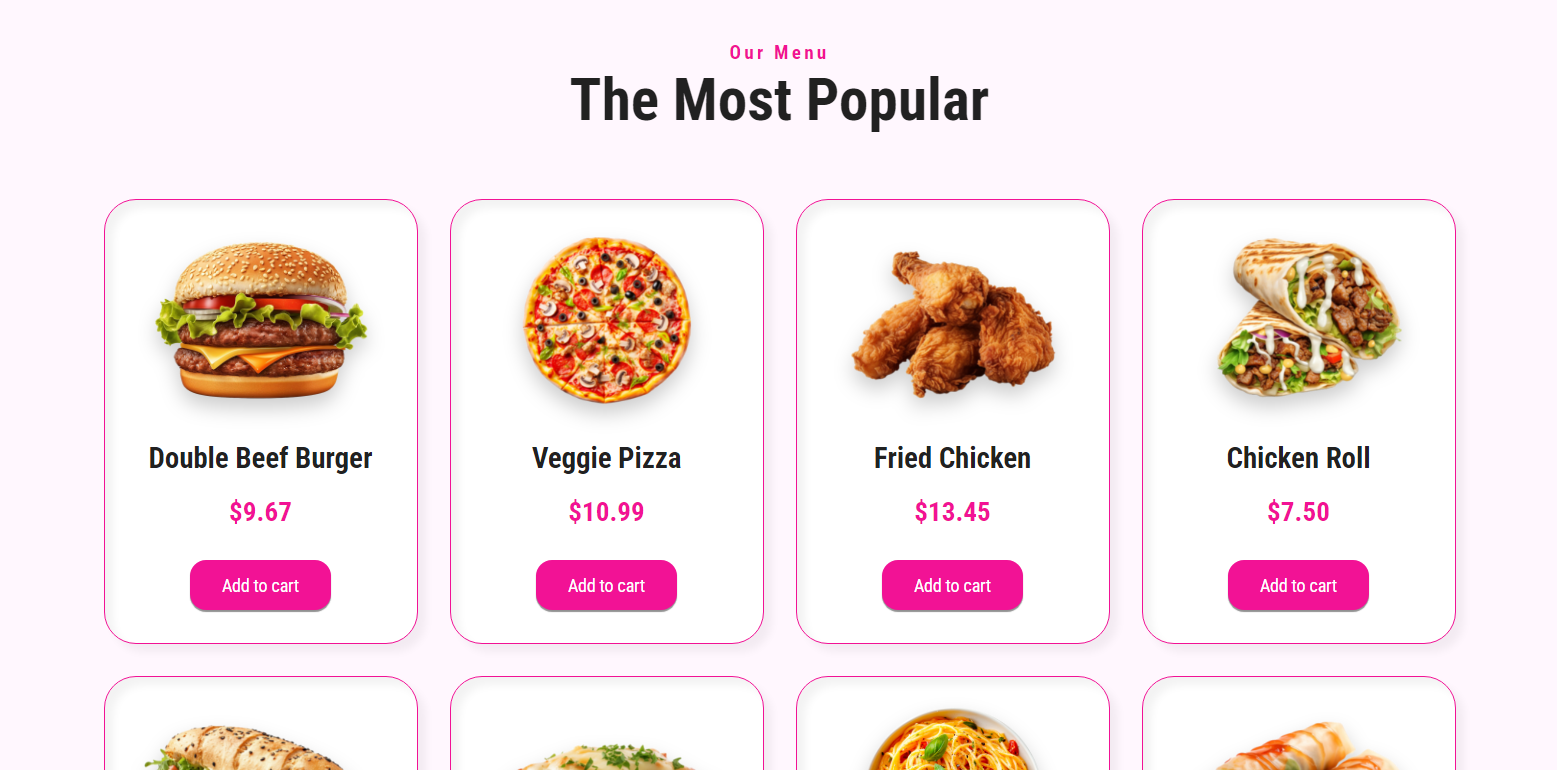 Our Menu
The Most Popular
Double Beef Burger
$9.67
Add to cart
Veggie Pizza
$10.99
Add to cart
Fried Chicken
$13.45
Add to cart
Chicken Roll
$7.50
Add to cart